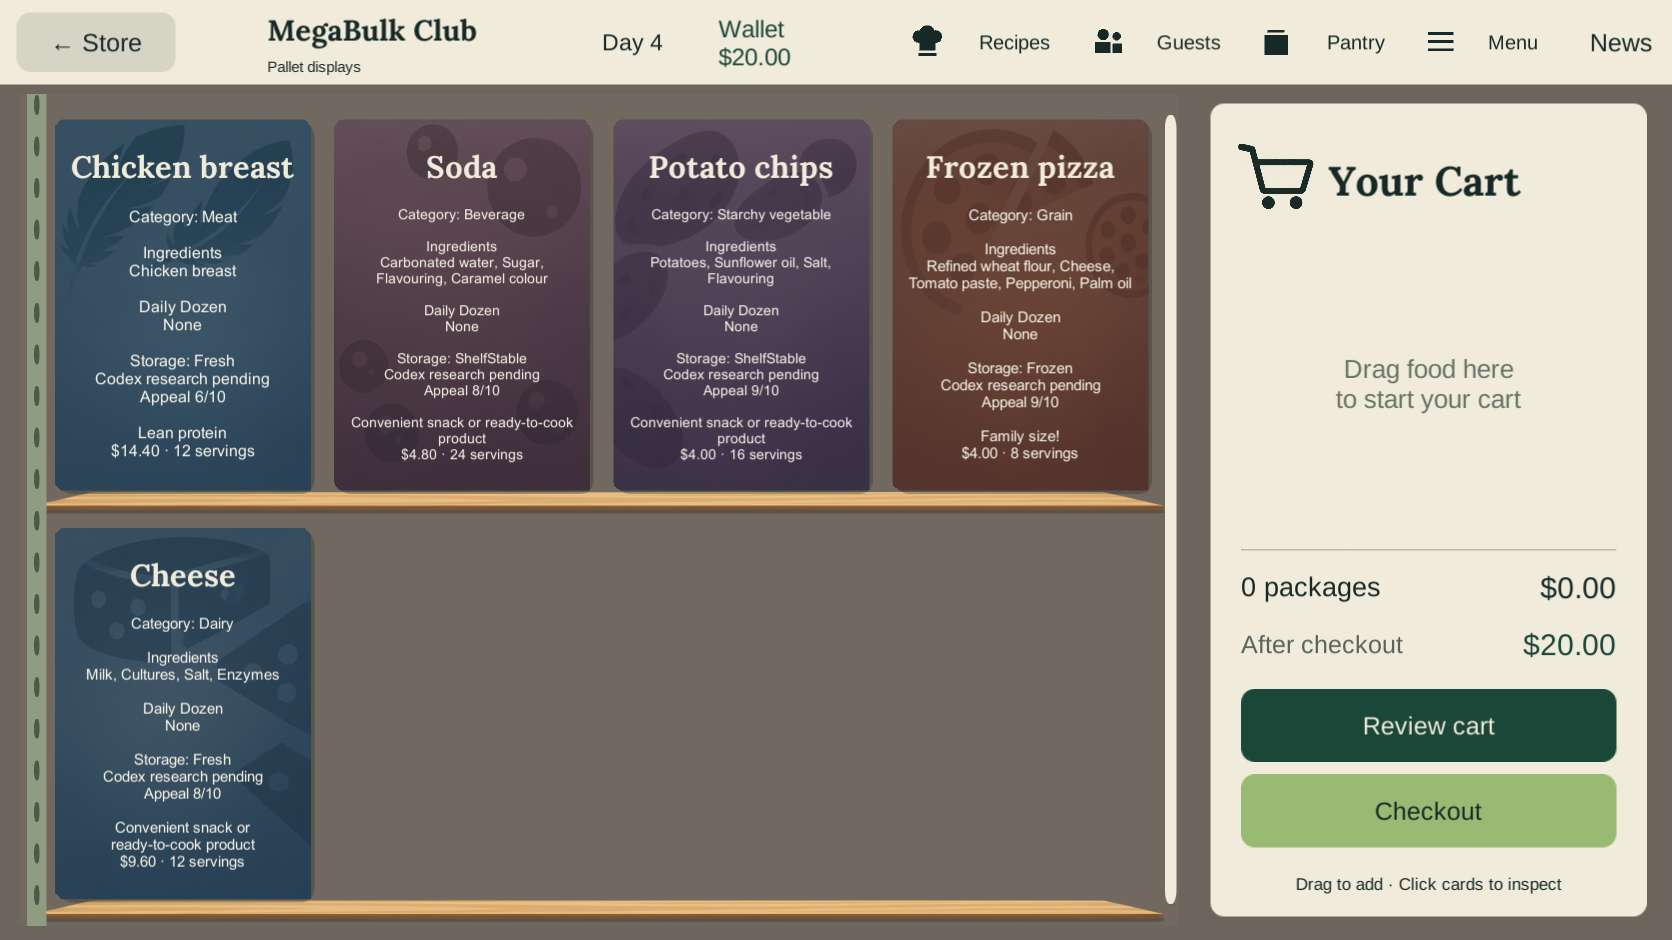 ← Store
MegaBulk Club
Pallet displays
Day 4
Wallet
$20.00
Recipes
Guests
Pantry
Menu
News
Chicken breast
Category: Meat
Ingredients
Chicken breast
Daily Dozen
None
Storage: Fresh
Codex research pending
Appeal 6/10
Lean protein
$14.40 · 12 servings
Soda
Category: Beverage
Ingredients
Carbonated water, Sugar,
Flavouring, Caramel colour
Daily Dozen
None
Storage: ShelfStable
Codex research pending
Appeal 8/10
Convenient snack or ready-to-cook
product
$4.80 · 24 servings
Potato chips
Category: Starchy vegetable
Ingredients
Potatoes, Sunflower oil, Salt,
Flavouring
Daily Dozen
None
Storage: ShelfStable
Codex research pending
Appeal 9/10
Convenient snack or ready-to-cook
product
$4.00 · 16 servings
Frozen pizza
Category: Grain
Ingredients
Refined wheat flour, Cheese,
Tomato paste, Pepperoni, Palm oil
Daily Dozen
None
Storage: Frozen
Codex research pending
Appeal 9/10
Family size!
$4.00 · 8 servings
Cheese
Category: Dairy
Ingredients
Milk, Cultures, Salt, Enzymes
Daily Dozen
None
Storage: Fresh
Codex research pending
Appeal 8/10
Convenient snack or
ready-to-cook product
$9.60 · 12 servings
Your Cart
Drag food here
to start your cart
0 packages $0.00
After checkout $20.00
Review cart
Checkout
Drag to add · Click cards to inspect